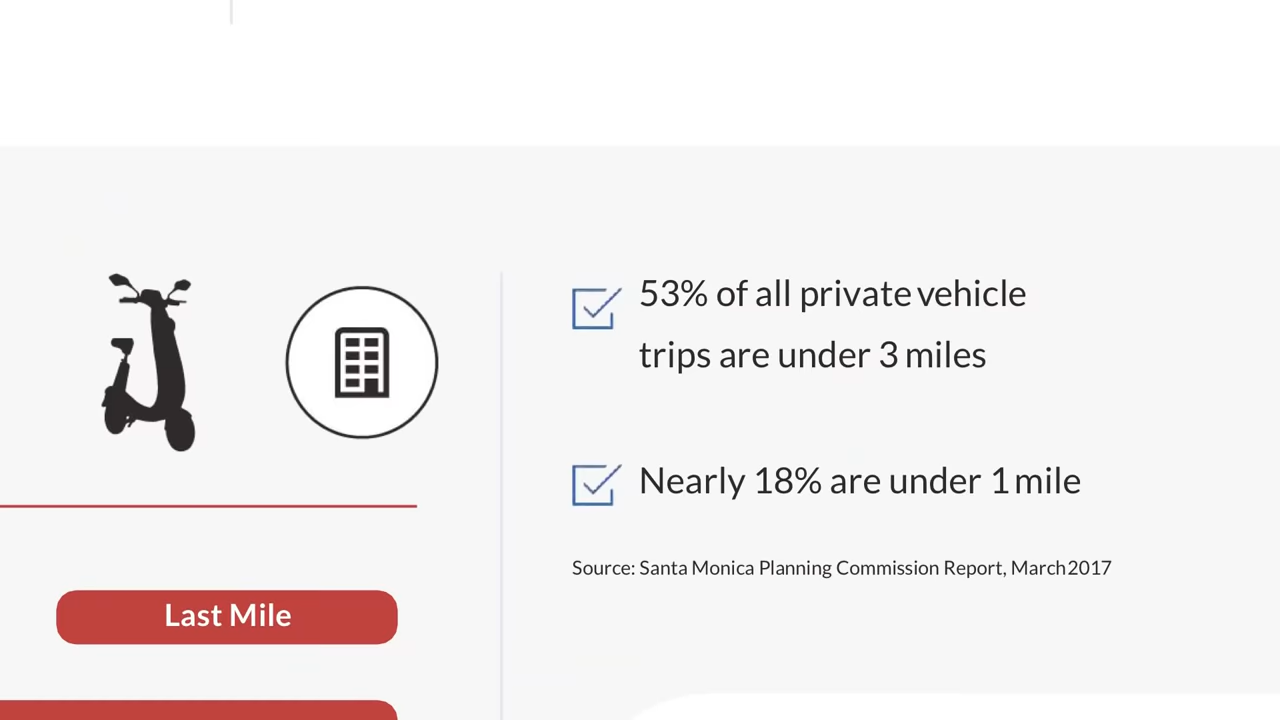 53% of all private vehicle
trips are under 3 miles
Nearly 18% are under 1 mile
Source: Santa Monica Planning Commission Report, March 2017
Last Mile